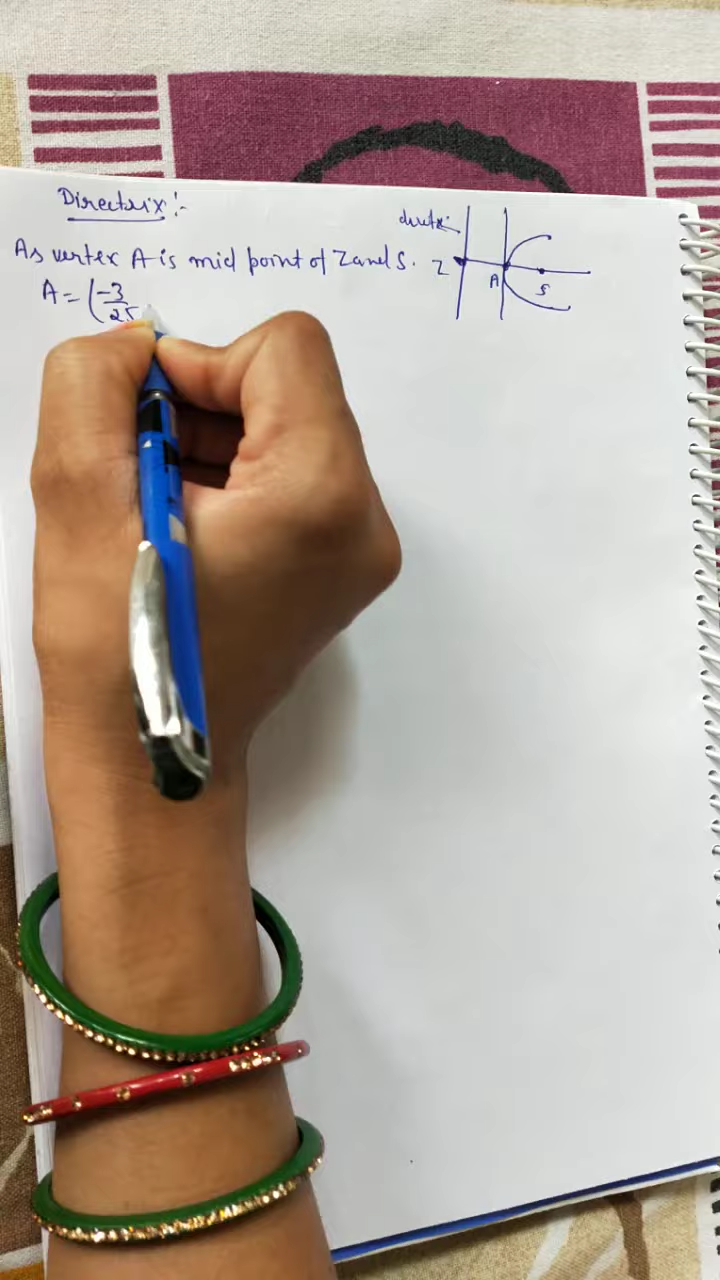 Directrix :-
As vertex A is mid point of Z and S.
A = (-3/25
directrix
Z
A
S